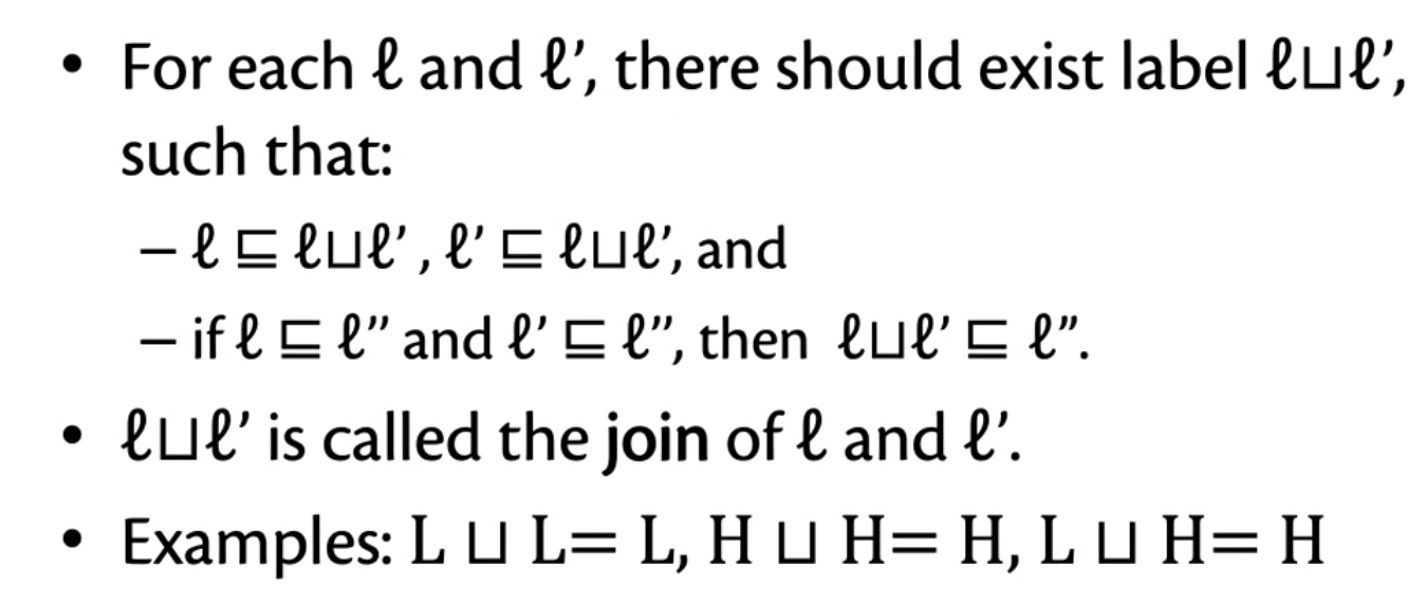 • For each ℓ and ℓ’, there should exist label ℓ⊔ℓ’,
such that:
– ℓ ⊑ ℓ⊔ℓ’ , ℓ’ ⊑ ℓ⊔ℓ’, and
– if ℓ ⊑ ℓ’’ and ℓ’ ⊑ ℓ’’, then ℓ⊔ℓ’ ⊑ ℓ’’.
• ℓ⊔ℓ’ is called the join of ℓ and ℓ’.
• Examples: L ⊔ L= L, H ⊔ H= H, L ⊔ H= H